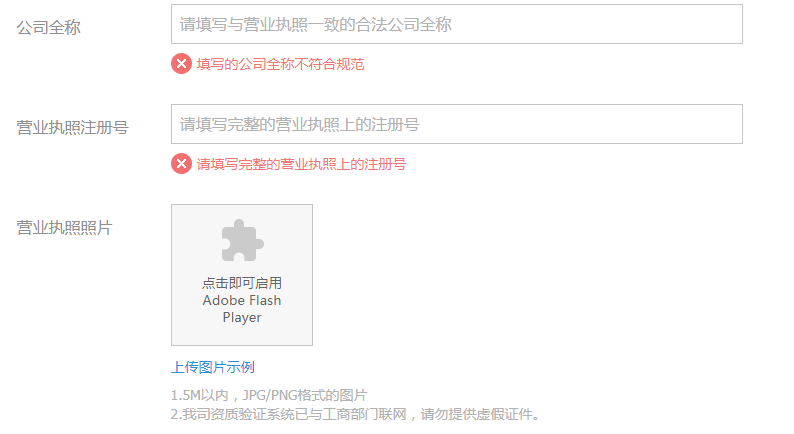 公司全称
请填写与营业执照一致的合法公司全称
填写的公司全称不符合规范
营业执照注册号
请填写完整的营业执照上的注册号
请填写完整的营业执照上的注册号
营业执照照片
点击即可启用
Adobe Flash
Player
上传图片示例
1.5M以内，JPG/PNG格式的图片
2.我司资质验证系统已与工商部门联网，请勿提供虚假证件。